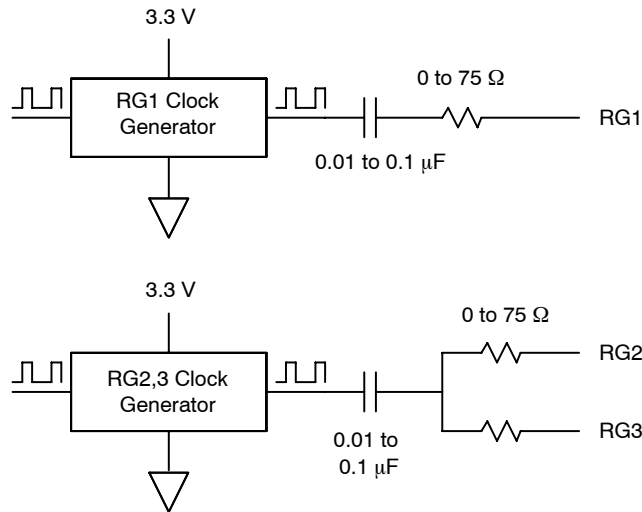 3.3 V
0 to 75 Ω
RG1 Clock
Generator
RG1
0.01 to 0.1 μF
3.3 V
0 to 75 Ω
RG2
RG2,3 Clock
Generator
RG3
0.01 to
0.1 μF